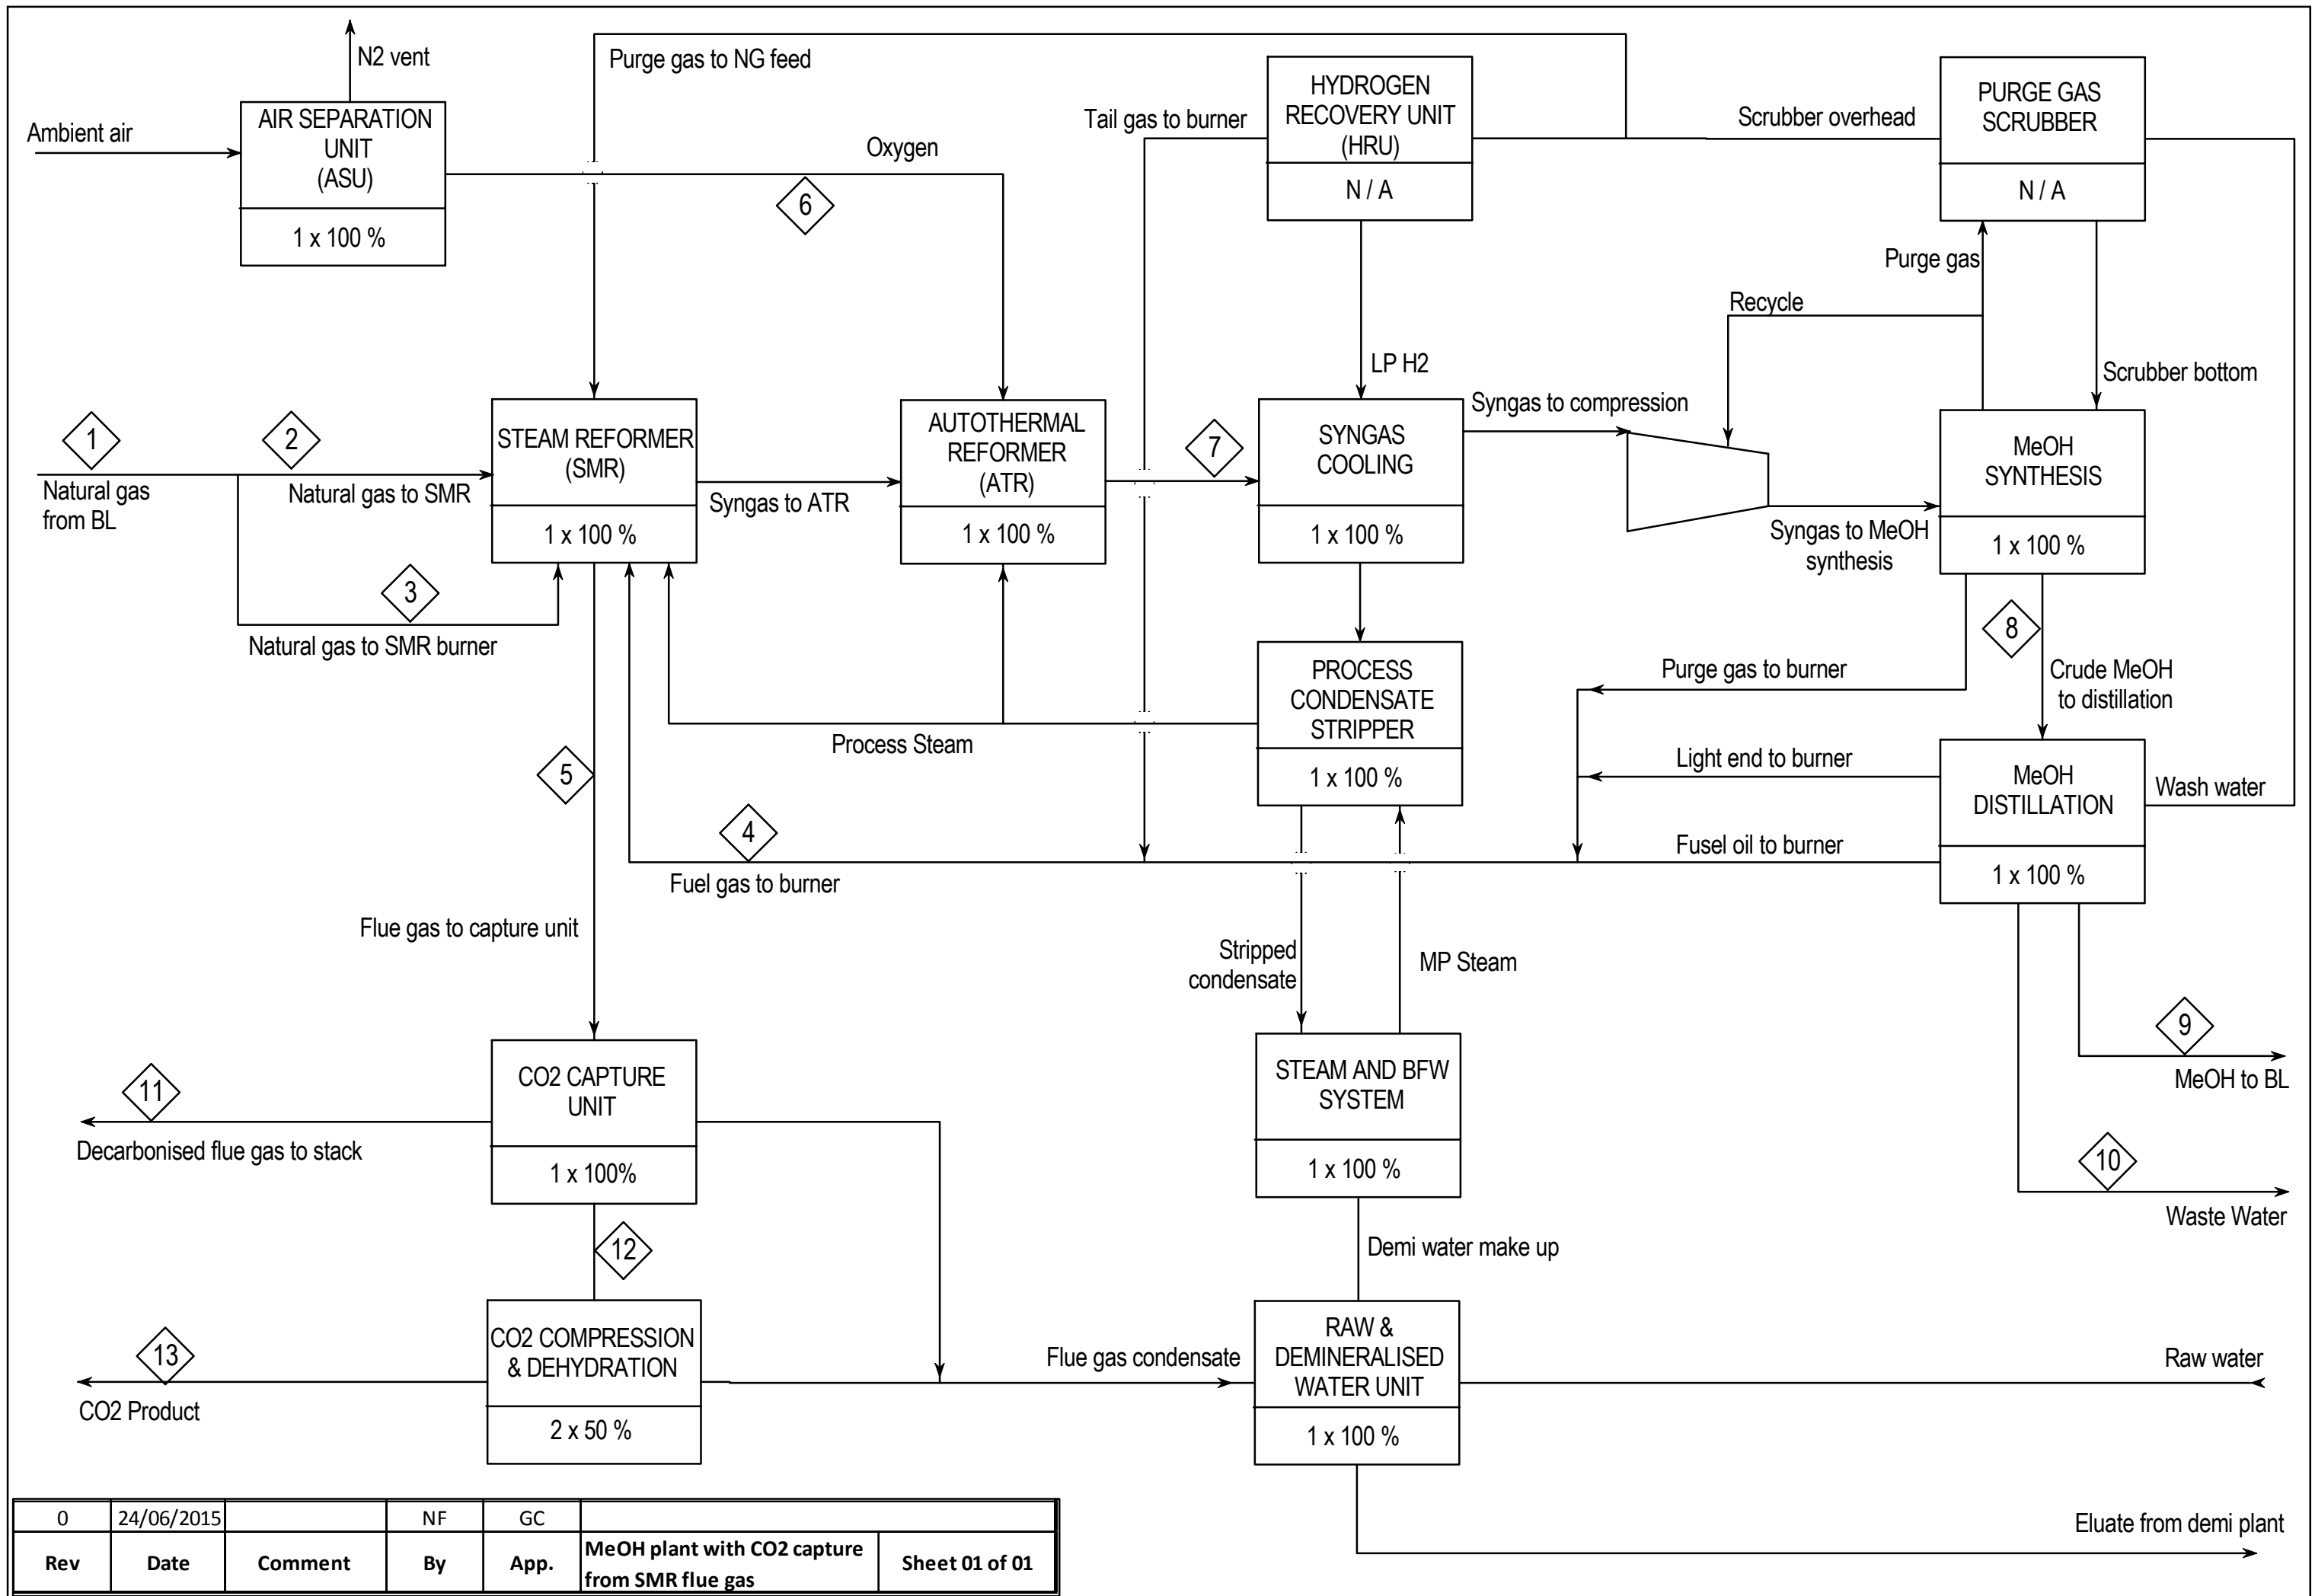 N2 vent
Purge gas to NG feed
Ambient air
AIR SEPARATION
UNIT
(ASU)
1 x 100 %
Oxygen
6
Tail gas to burner
HYDROGEN
RECOVERY UNIT
(HRU)
N / A
Scrubber overhead
PURGE GAS
SCRUBBER
N / A
Purge gas
Recycle
LP H2
Scrubber bottom
1
Natural gas
from BL
2
Natural gas to SMR
3
Natural gas to SMR burner
STEAM REFORMER
(SMR)
1 x 100 %
Syngas to ATR
AUTOTHERMAL
REFORMER
(ATR)
1 x 100 %
7
SYNGAS
COOLING
1 x 100 %
Syngas to compression
Syngas to MeOH
synthesis
MeOH
SYNTHESIS
1 x 100 %
8
Crude MeOH
to distillation
Purge gas to burner
Light end to burner
Fusel oil to burner
PROCESS
CONDENSATE
STRIPPER
1 x 100 %
Process Steam
5
4
Fuel gas to burner
MeOH
DISTILLATION
1 x 100 %
Wash water
Flue gas to capture unit
Stripped
condensate
MP Steam
9
MeOH to BL
10
Waste Water
11
Decarbonised flue gas to stack
CO2 CAPTURE
UNIT
1 x 100%
STEAM AND BFW
SYSTEM
1 x 100 %
12
Demi water make up
13
CO2 Product
CO2 COMPRESSION
& DEHYDRATION
2 x 50 %
Flue gas condensate
RAW &
DEMINERALISED
WATER UNIT
1 x 100 %
Raw water
Eluate from demi plant
0 24/06/2015 NF GC
Rev Date Comment By App. MeOH plant with CO2 capture
from SMR flue gas
Sheet 01 of 01